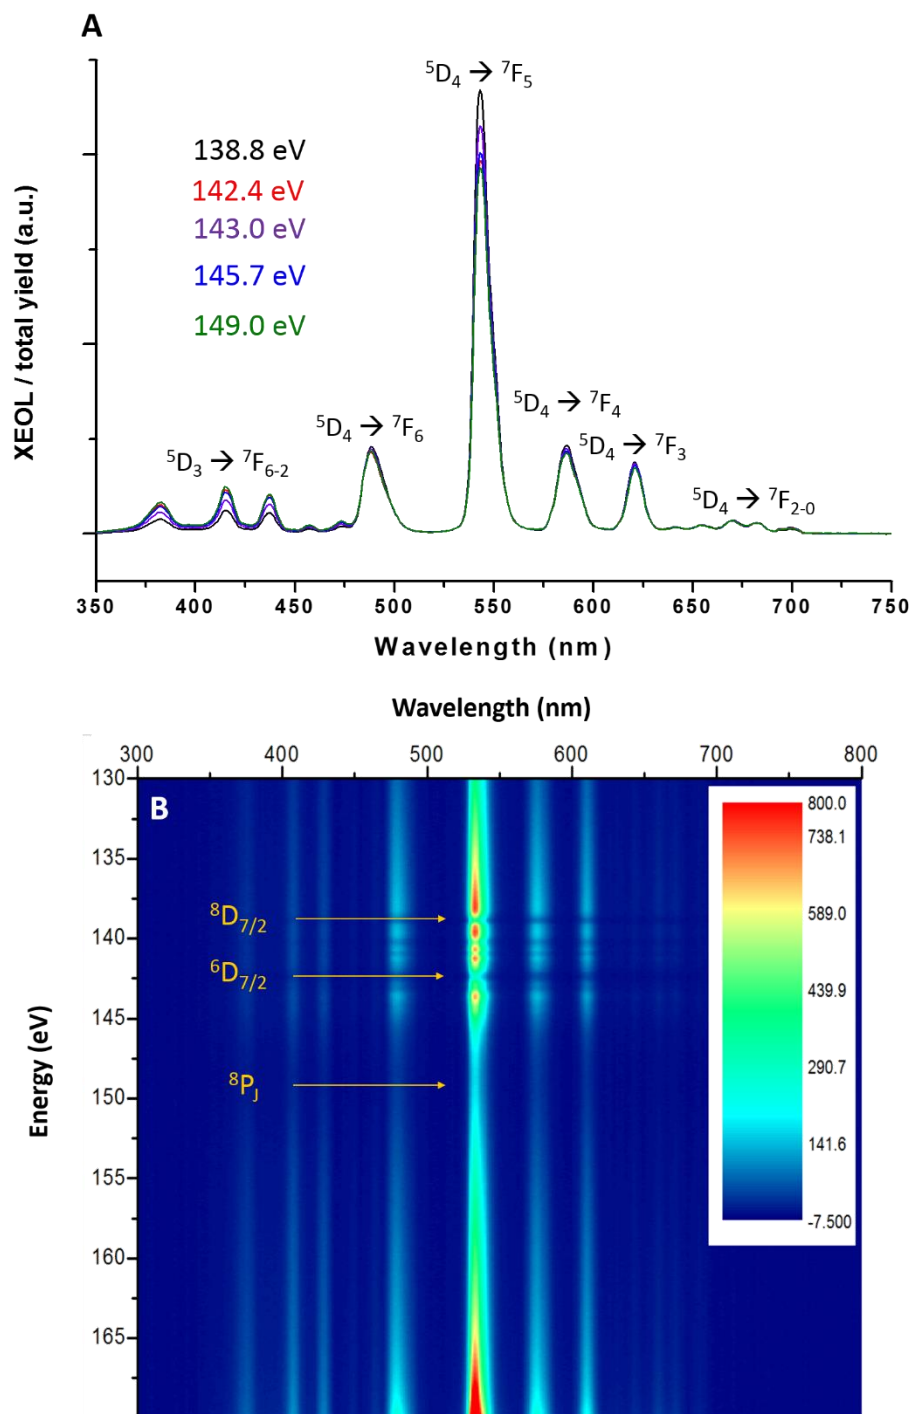 A
⁵D₄ → ⁷F₅
138.8 eV
142.4 eV
143.0 eV
145.7 eV
149.0 eV
XEOL / total yield (a.u.)
⁵D₄ → ⁷F₄
⁵D₄ → ⁷F₆
⁵D₄ → ⁷F₃
⁵D₃ → ⁷F₆₋₂
⁵D₄ → ⁷F₂₋₀
350 400 450 500 550 600 650 700 750
Wavelength (nm)
Wavelength (nm)
300 400 500 600 700 800
B
Energy (eV)
130
135
140
145
150
155
160
165
⁸D₇/₂
⁶D₇/₂
⁸P_J
800.0
738.1
589.0
439.9
290.7
141.6
-7.500